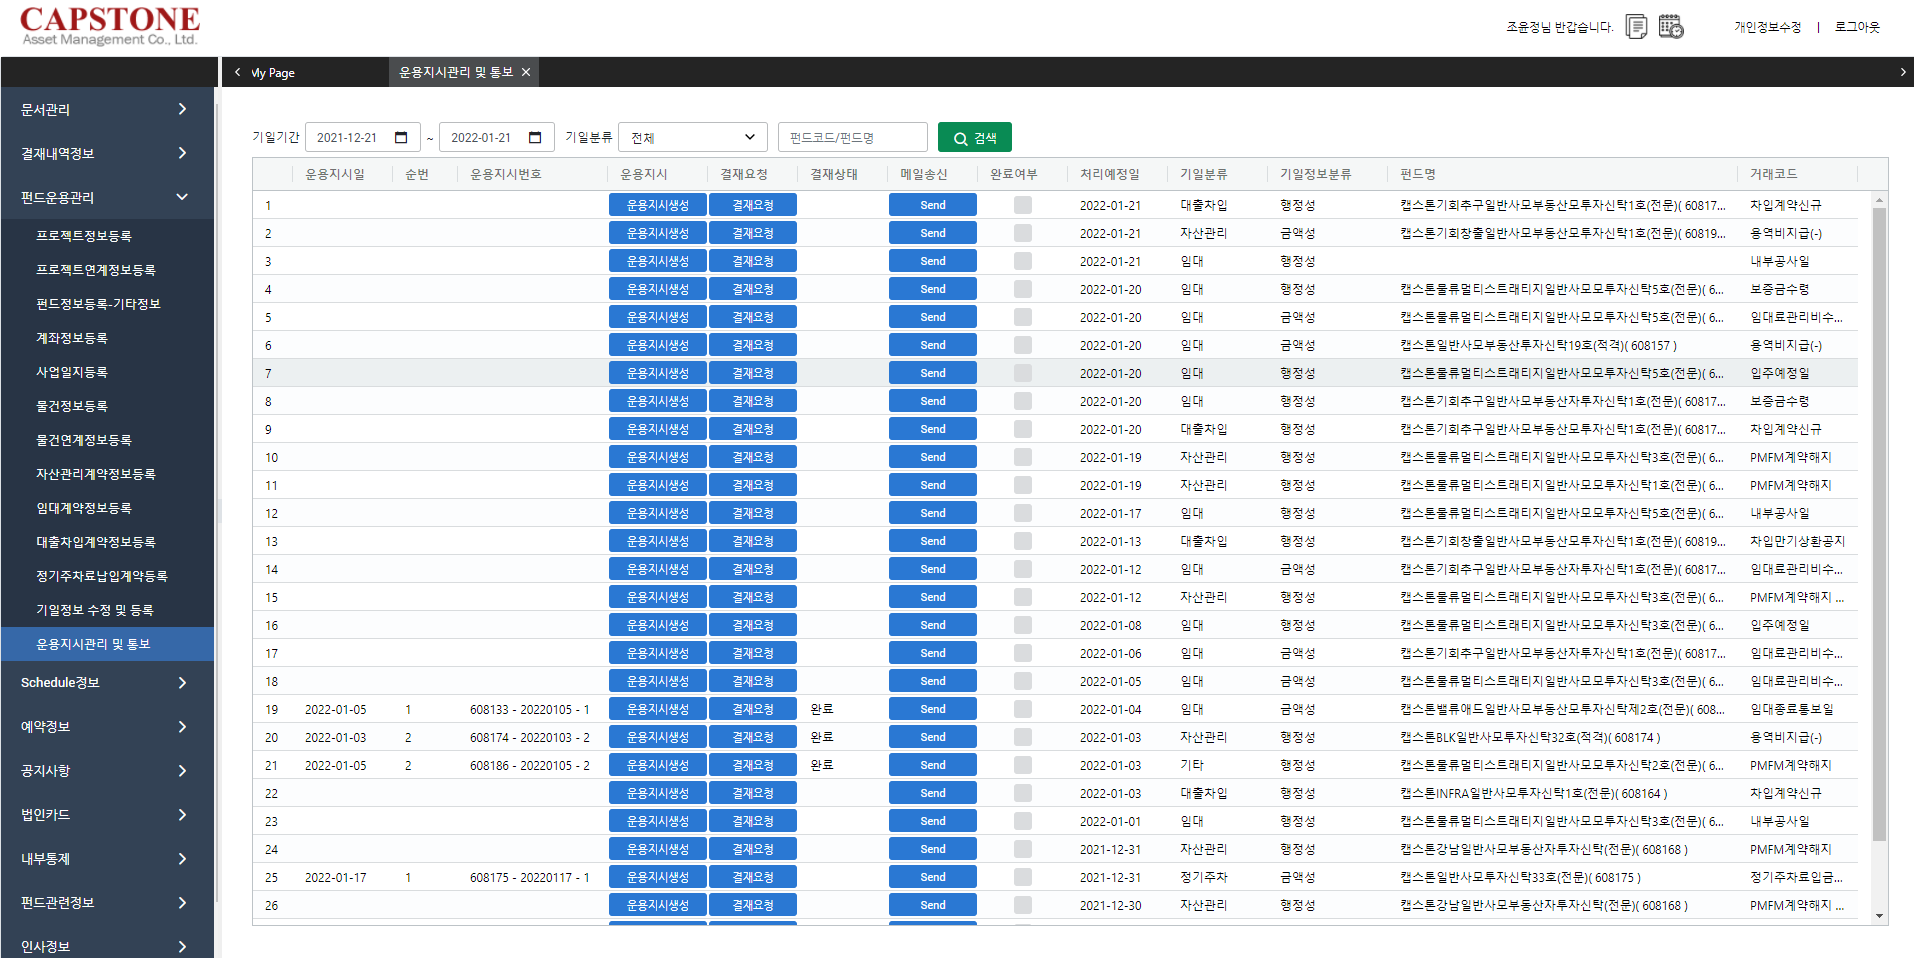 CAPSTONE
Asset Management Co., Ltd.
조윤정님 반갑습니다.
개인정보수정 | 로그아웃
My Page
운용지시관리 및 통보
문서관리
결재내역정보
펀드운용관리
프로젝트정보등록
프로젝트연계정보등록
펀드정보등록-기타정보
계좌정보등록
사업일지등록
물건정보등록
물건연계정보등록
자산관리계약정보등록
임대계약정보등록
대출차입계약정보등록
정기주차료납입계약등록
기일정보 수정 및 등록
운용지시관리 및 통보
Schedule정보
예약정보
공지사항
법인카드
내부통제
펀드관련정보
인사정보
기일기간 2021-12-21 ~ 2022-01-21 기일분류 전체 펀드코드/펀드명 검색
운용지시일 순번 운용지시번호 운용지시 결재요청 결재상태 메일송신 완료여부 처리예정일 기일분류 기일정보분류 펀드명 거래코드
1 운용지시생성 결재요청 Send 2022-01-21 대출차입 행정성 캡스톤기회추구일반사모부동산모투자신탁1호(전문)( 60817... 차입계약신규
2 운용지시생성 결재요청 Send 2022-01-21 자산관리 금액성 캡스톤기회창출일반사모부동산모투자신탁1호(전문)( 60819... 용역비지급(-)
3 운용지시생성 결재요청 Send 2022-01-21 임대 행정성 내부공사일
4 운용지시생성 결재요청 Send 2022-01-20 임대 행정성 캡스톤물류멀티스트래티지일반사모모투자신탁5호(전문)( 6... 보증금수령
5 운용지시생성 결재요청 Send 2022-01-20 임대 금액성 캡스톤물류멀티스트래티지일반사모모투자신탁5호(전문)( 6... 임대료관리비수...
6 운용지시생성 결재요청 Send 2022-01-20 임대 금액성 캡스톤일반사모부동산투자신탁19호(적격)( 608157 ) 용역비지급(-)
7 운용지시생성 결재요청 Send 2022-01-20 임대 행정성 캡스톤물류멀티스트래티지일반사모모투자신탁5호(전문)( 6... 입주예정일
8 운용지시생성 결재요청 Send 2022-01-20 임대 행정성 캡스톤기회추구일반사모부동산자투자신탁1호(전문)( 60817... 보증금수령
9 운용지시생성 결재요청 Send 2022-01-20 대출차입 행정성 캡스톤기회추구일반사모부동산자투자신탁1호(전문)( 60817... 차입계약신규
10 운용지시생성 결재요청 Send 2022-01-19 자산관리 행정성 캡스톤물류멀티스트래티지일반사모모투자신탁3호(전문)( 6... PMFM계약해지
11 운용지시생성 결재요청 Send 2022-01-19 자산관리 행정성 캡스톤물류멀티스트래티지일반사모모투자신탁1호(전문)( 6... PMFM계약해지
12 운용지시생성 결재요청 Send 2022-01-17 임대 행정성 캡스톤물류멀티스트래티지일반사모모투자신탁5호(전문)( 6... 내부공사일
13 운용지시생성 결재요청 Send 2022-01-13 대출차입 행정성 캡스톤기회창출일반사모부동산모투자신탁1호(전문)( 60819... 차입만기상환공지
14 운용지시생성 결재요청 Send 2022-01-12 임대 금액성 캡스톤기회추구일반사모부동산자투자신탁1호(전문)( 60817... 임대료관리비수...
15 운용지시생성 결재요청 Send 2022-01-12 자산관리 행정성 캡스톤물류멀티스트래티지일반사모모투자신탁3호(전문)( 6... PMFM계약해지 ...
16 운용지시생성 결재요청 Send 2022-01-08 임대 행정성 캡스톤물류멀티스트래티지일반사모모투자신탁3호(전문)( 6... 입주예정일
17 운용지시생성 결재요청 Send 2022-01-06 임대 금액성 캡스톤기회추구일반사모부동산자투자신탁1호(전문)( 60817... 임대료관리비수...
18 운용지시생성 결재요청 Send 2022-01-05 임대 금액성 캡스톤물류멀티스트래티지일반사모모투자신탁3호(전문)( 6... 임대료관리비수...
19 2022-01-05 1 608133 - 20220105 - 1 운용지시생성 결재요청 완료 Send 2022-01-04 임대 금액성 캡스톤밸류애드일반사모부동산모투자신탁제2호(전문)( 608... 임대종료통보일
20 2022-01-03 2 608174 - 20220103 - 2 운용지시생성 결재요청 완료 Send 2022-01-03 자산관리 행정성 캡스톤BLK일반사모투자신탁32호(적격)( 608174 ) 용역비지급(-)
21 2022-01-05 2 608186 - 20220105 - 2 운용지시생성 결재요청 완료 Send 2022-01-03 기타 행정성 캡스톤물류멀티스트래티지일반사모모투자신탁2호(전문)( 6... PMFM계약해지
22 운용지시생성 결재요청 Send 2022-01-03 대출차입 행정성 캡스톤INFRA일반사모투자신탁1호(전문)( 608164 ) 차입계약신규
23 운용지시생성 결재요청 Send 2022-01-01 임대 행정성 캡스톤물류멀티스트래티지일반사모모투자신탁3호(전문)( 6... 내부공사일
24 운용지시생성 결재요청 Send 2021-12-31 자산관리 행정성 캡스톤강남일반사모부동산자투자신탁(전문)( 608168 ) PMFM계약해지
25 2022-01-17 1 608175 - 20220117 - 1 운용지시생성 결재요청 Send 2021-12-31 정기주차 금액성 캡스톤일반사모투자신탁33호(전문)( 608175 ) 정기주차료입금...
26 운용지시생성 결재요청 Send 2021-12-30 자산관리 행정성 캡스톤강남일반사모부동산자투자신탁(전문)( 608168 ) PMFM계약해지 ...